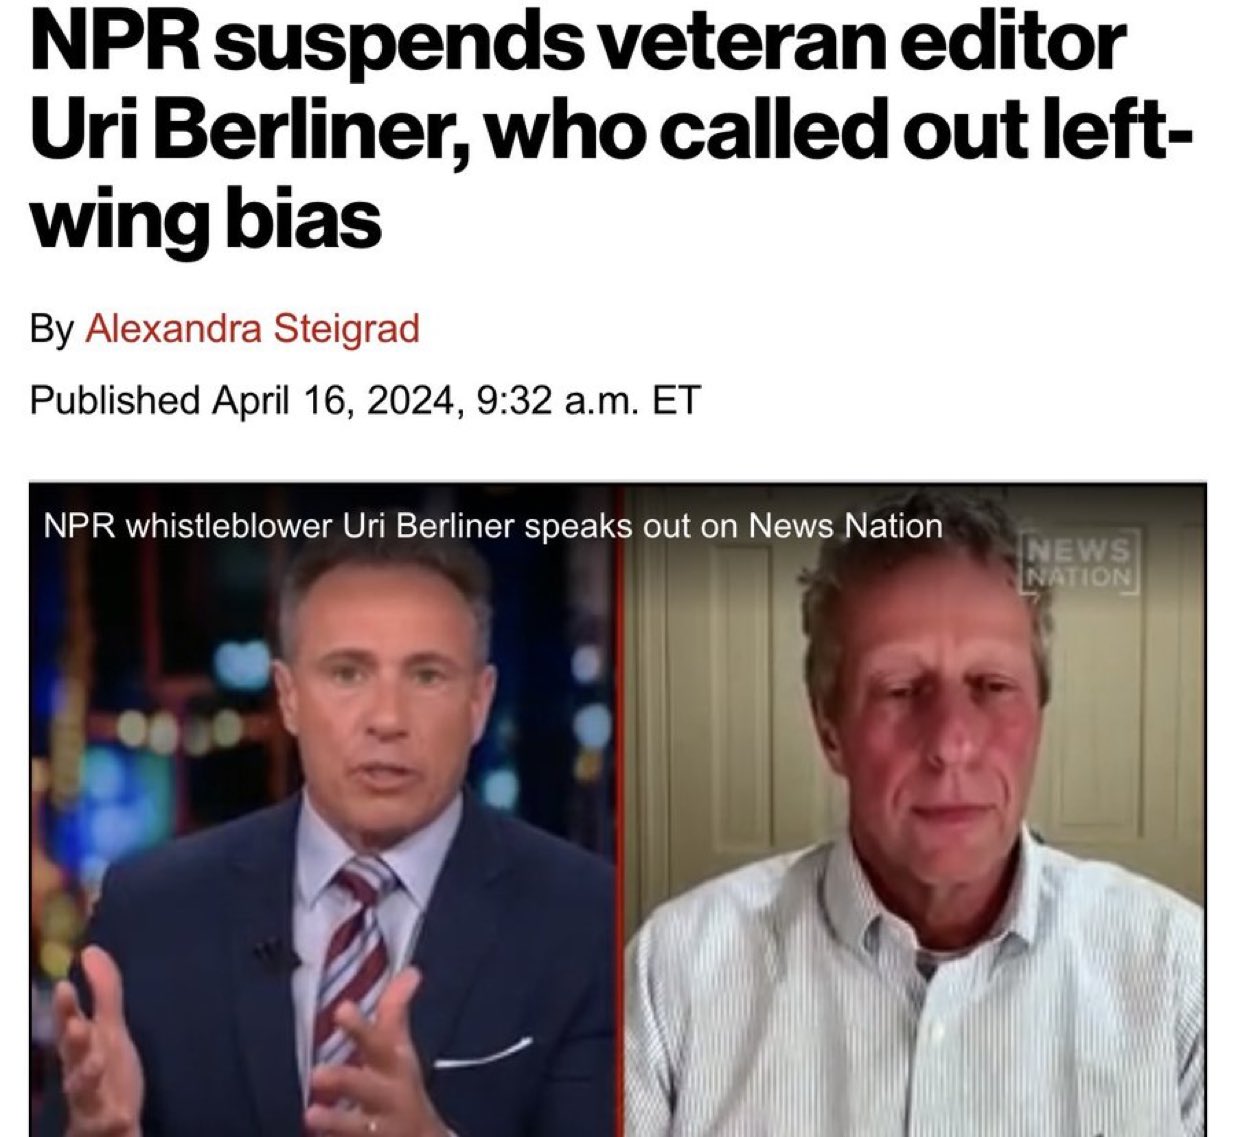 NPR suspends veteran editor
Uri Berliner, who called out left-
wing bias
By Alexandra Steigrad
Published April 16, 2024, 9:32 a.m. ET
NPR whistleblower Uri Berliner speaks out on News Nation
NEWS
NATION